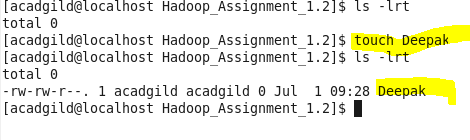 [acadgild@localhost Hadoop_Assignment_1.2]$ ls -lrt
total 0
[acadgild@localhost Hadoop_Assignment_1.2]$ touch Deepak
[acadgild@localhost Hadoop_Assignment_1.2]$ ls -lrt
total 0
-rw-rw-r--. 1 acadgild acadgild 0 Jul  1 09:28 Deepak
[acadgild@localhost Hadoop_Assignment_1.2]$